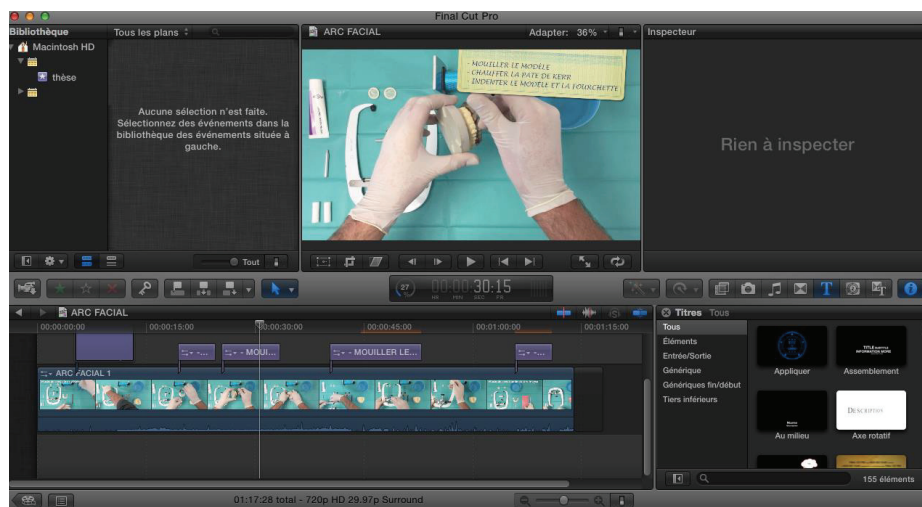 Final Cut Pro
Bibliothèque
Tous les plans
ARC FACIAL
Adapter: 36%
Inspecteur
Macintosh HD
thèse
Aucune sélection n'est faite.
Sélectionnez des événements dans la
bibliothèque des événements située à
gauche.
- MOUILLER LE MODÈLE
- CHAUFFER LA PATE DE KERR
- INDENTER LE MODÈLE ET LA FOURCHETTE
Rien à inspecter
Tout
27
00:00:30:15
HR MIN SEC FR
ARC FACIAL
00:00:00:00
00:00:15:00
00:00:30:00
00:00:45:00
00:01:00:00
00:01:15:00
- -...
- MOUI...
- MOUILLER LE...
ARC FACIAL 1
Titres Tous
Tous
Éléments
Entrée/Sortie
Générique
Génériques fin/début
Tiers inférieurs
Appliquer
Assemblement
Au milieu
Axe rotatif
155 éléments
01:17:28 total - 720p HD 29.97p Surround